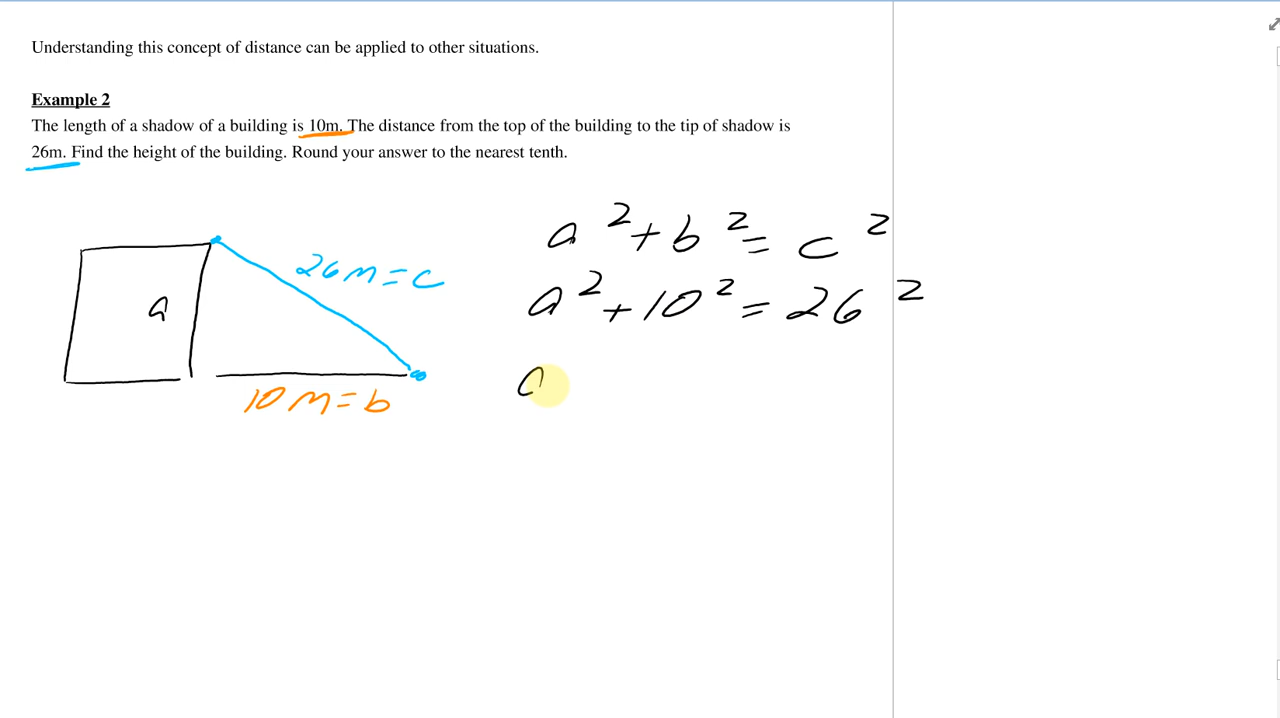 Understanding this concept of distance can be applied to other situations.
Example 2
The length of a shadow of a building is 10m. The distance from the top of the building to the tip of shadow is
26m. Find the height of the building. Round your answer to the nearest tenth.
a² + b² = c²
26m = c
a² + 10² = 26²
a
10m = b